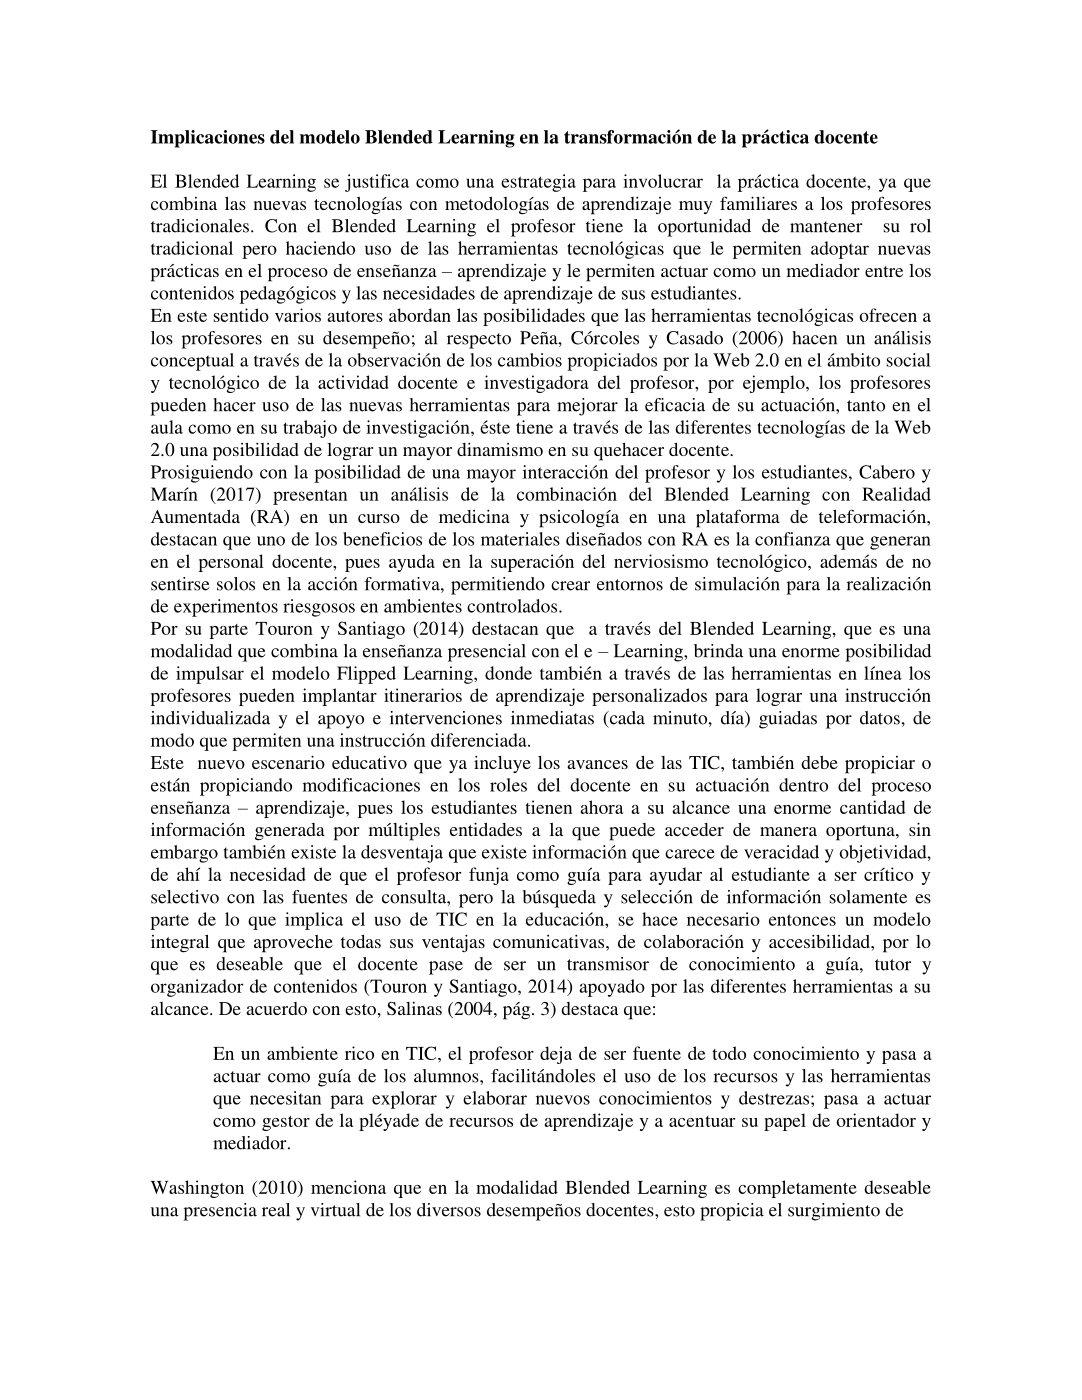 Implicaciones del modelo Blended Learning en la transformación de la práctica docente
El Blended Learning se justifica como una estrategia para involucrar la práctica docente, ya que
combina las nuevas tecnologías con metodologías de aprendizaje muy familiares a los profesores
tradicionales. Con el Blended Learning el profesor tiene la oportunidad de mantener su rol
tradicional pero haciendo uso de las herramientas tecnológicas que le permiten adoptar nuevas
prácticas en el proceso de enseñanza – aprendizaje y le permiten actuar como un mediador entre los
contenidos pedagógicos y las necesidades de aprendizaje de sus estudiantes.
En este sentido varios autores abordan las posibilidades que las herramientas tecnológicas ofrecen a
los profesores en su desempeño; al respecto Peña, Córcoles y Casado (2006) hacen un análisis
conceptual a través de la observación de los cambios propiciados por la Web 2.0 en el ámbito social
y tecnológico de la actividad docente e investigadora del profesor, por ejemplo, los profesores
pueden hacer uso de las nuevas herramientas para mejorar la eficacia de su actuación, tanto en el
aula como en su trabajo de investigación, éste tiene a través de las diferentes tecnologías de la Web
2.0 una posibilidad de lograr un mayor dinamismo en su quehacer docente.
Prosiguiendo con la posibilidad de una mayor interacción del profesor y los estudiantes, Cabero y
Marín (2017) presentan un análisis de la combinación del Blended Learning con Realidad
Aumentada (RA) en un curso de medicina y psicología en una plataforma de teleformación,
destacan que uno de los beneficios de los materiales diseñados con RA es la confianza que generan
en el personal docente, pues ayuda en la superación del nerviosismo tecnológico, además de no
sentirse solos en la acción formativa, permitiendo crear entornos de simulación para la realización
de experimentos riesgosos en ambientes controlados.
Por su parte Touron y Santiago (2014) destacan que a través del Blended Learning, que es una
modalidad que combina la enseñanza presencial con el e – Learning, brinda una enorme posibilidad
de impulsar el modelo Flipped Learning, donde también a través de las herramientas en línea los
profesores pueden implantar itinerarios de aprendizaje personalizados para lograr una instrucción
individualizada y el apoyo e intervenciones inmediatas (cada minuto, día) guiadas por datos, de
modo que permiten una instrucción diferenciada.
Este nuevo escenario educativo que ya incluye los avances de las TIC, también debe propiciar o
están propiciando modificaciones en los roles del docente en su actuación dentro del proceso
enseñanza – aprendizaje, pues los estudiantes tienen ahora a su alcance una enorme cantidad de
información generada por múltiples entidades a la que puede acceder de manera oportuna, sin
embargo también existe la desventaja que existe información que carece de veracidad y objetividad,
de ahí la necesidad de que el profesor funja como guía para ayudar al estudiante a ser crítico y
selectivo con las fuentes de consulta, pero la búsqueda y selección de información solamente es
parte de lo que implica el uso de TIC en la educación, se hace necesario entonces un modelo
integral que aproveche todas sus ventajas comunicativas, de colaboración y accesibilidad, por lo
que es deseable que el docente pase de ser un transmisor de conocimiento a guía, tutor y
organizador de contenidos (Touron y Santiago, 2014) apoyado por las diferentes herramientas a su
alcance. De acuerdo con esto, Salinas (2004, pág. 3) destaca que:
En un ambiente rico en TIC, el profesor deja de ser fuente de todo conocimiento y pasa a
actuar como guía de los alumnos, facilitándoles el uso de los recursos y las herramientas
que necesitan para explorar y elaborar nuevos conocimientos y destrezas; pasa a actuar
como gestor de la pléyade de recursos de aprendizaje y a acentuar su papel de orientador y
mediador.
Washington (2010) menciona que en la modalidad Blended Learning es completamente deseable
una presencia real y virtual de los diversos desempeños docentes, esto propicia el surgimiento de